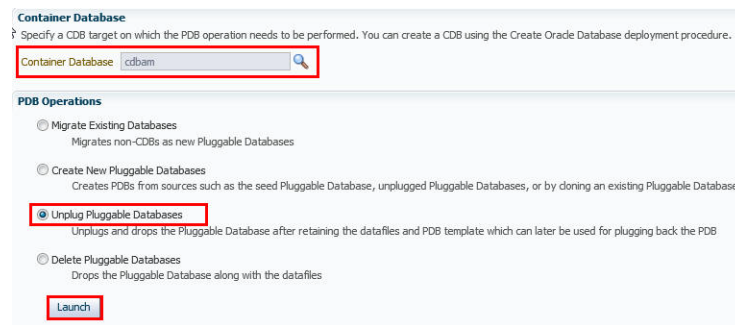 Container Database
Specify a CDB target on which the PDB operation needs to be performed. You can create a CDB using the Create Oracle Database deployment procedure.
Container Database cdbam
PDB Operations
Migrate Existing Databases
Migrates non-CDBs as new Pluggable Databases
Create New Pluggable Databases
Creates PDBs from sources such as the seed Pluggable Database, unplugged Pluggable Databases, or by cloning an existing Pluggable Database
Unplug Pluggable Databases
Unplugs and drops the Pluggable Database after retaining the datafiles and PDB template which can later be used for plugging back the PDB
Delete Pluggable Databases
Drops the Pluggable Database along with the datafiles
Launch